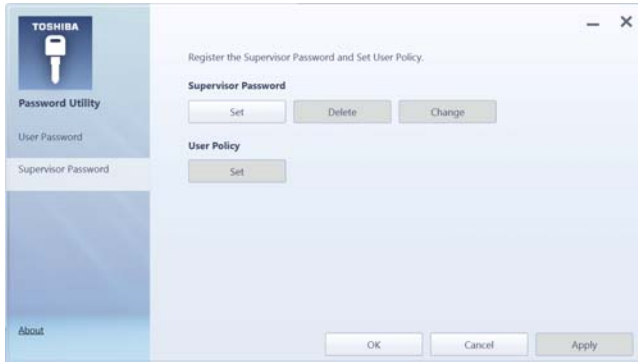 TOSHIBA
Password Utility
User Password
Supervisor Password
About
Register the Supervisor Password and Set User Policy.
Supervisor Password
Set Delete Change
User Policy
Set
OK Cancel Apply